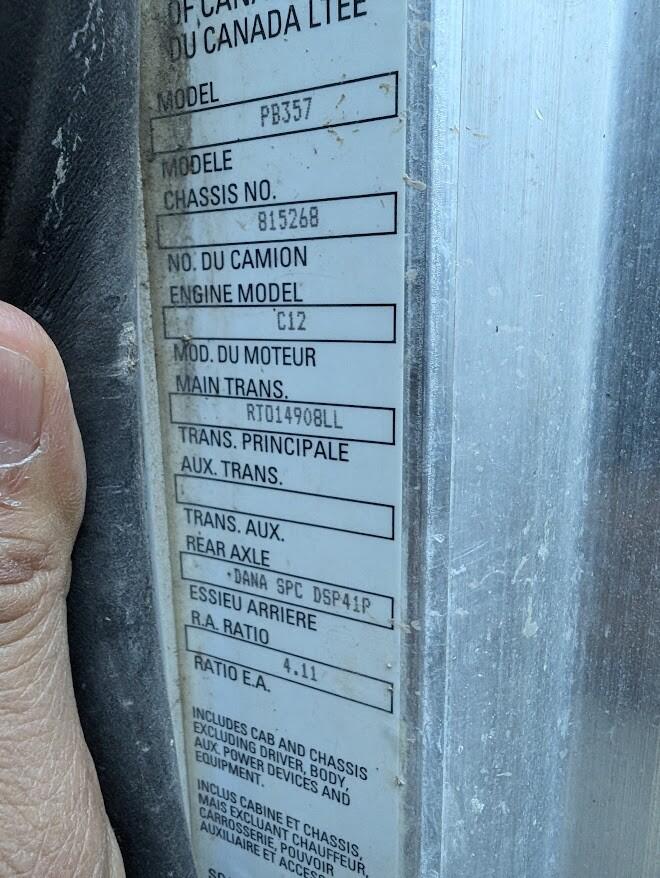 OF CAN
DU CANADA LTEE
MODEL
PB357
MODELE
CHASSIS NO.
815268
NO. DU CAMION
ENGINE MODEL
C12
MOD. DU MOTEUR
MAIN TRANS.
RTO14908LL
TRANS. PRINCIPALE
AUX. TRANS.
TRANS. AUX.
REAR AXLE
DANA SPC DSP41P
ESSIEU ARRIERE
R.A. RATIO
4.11
RATIO E.A.
INCLUDES CAB AND CHASSIS
EXCLUDING DRIVER, BODY,
AUX. POWER DEVICES AND
EQUIPMENT.
INCLUS CABINE ET CHASSIS,
MAIS EXCLUANT CHAUFFEUR,
CARROSSERIE, POUVOIR
AUXILIAIRE ET ACCESS